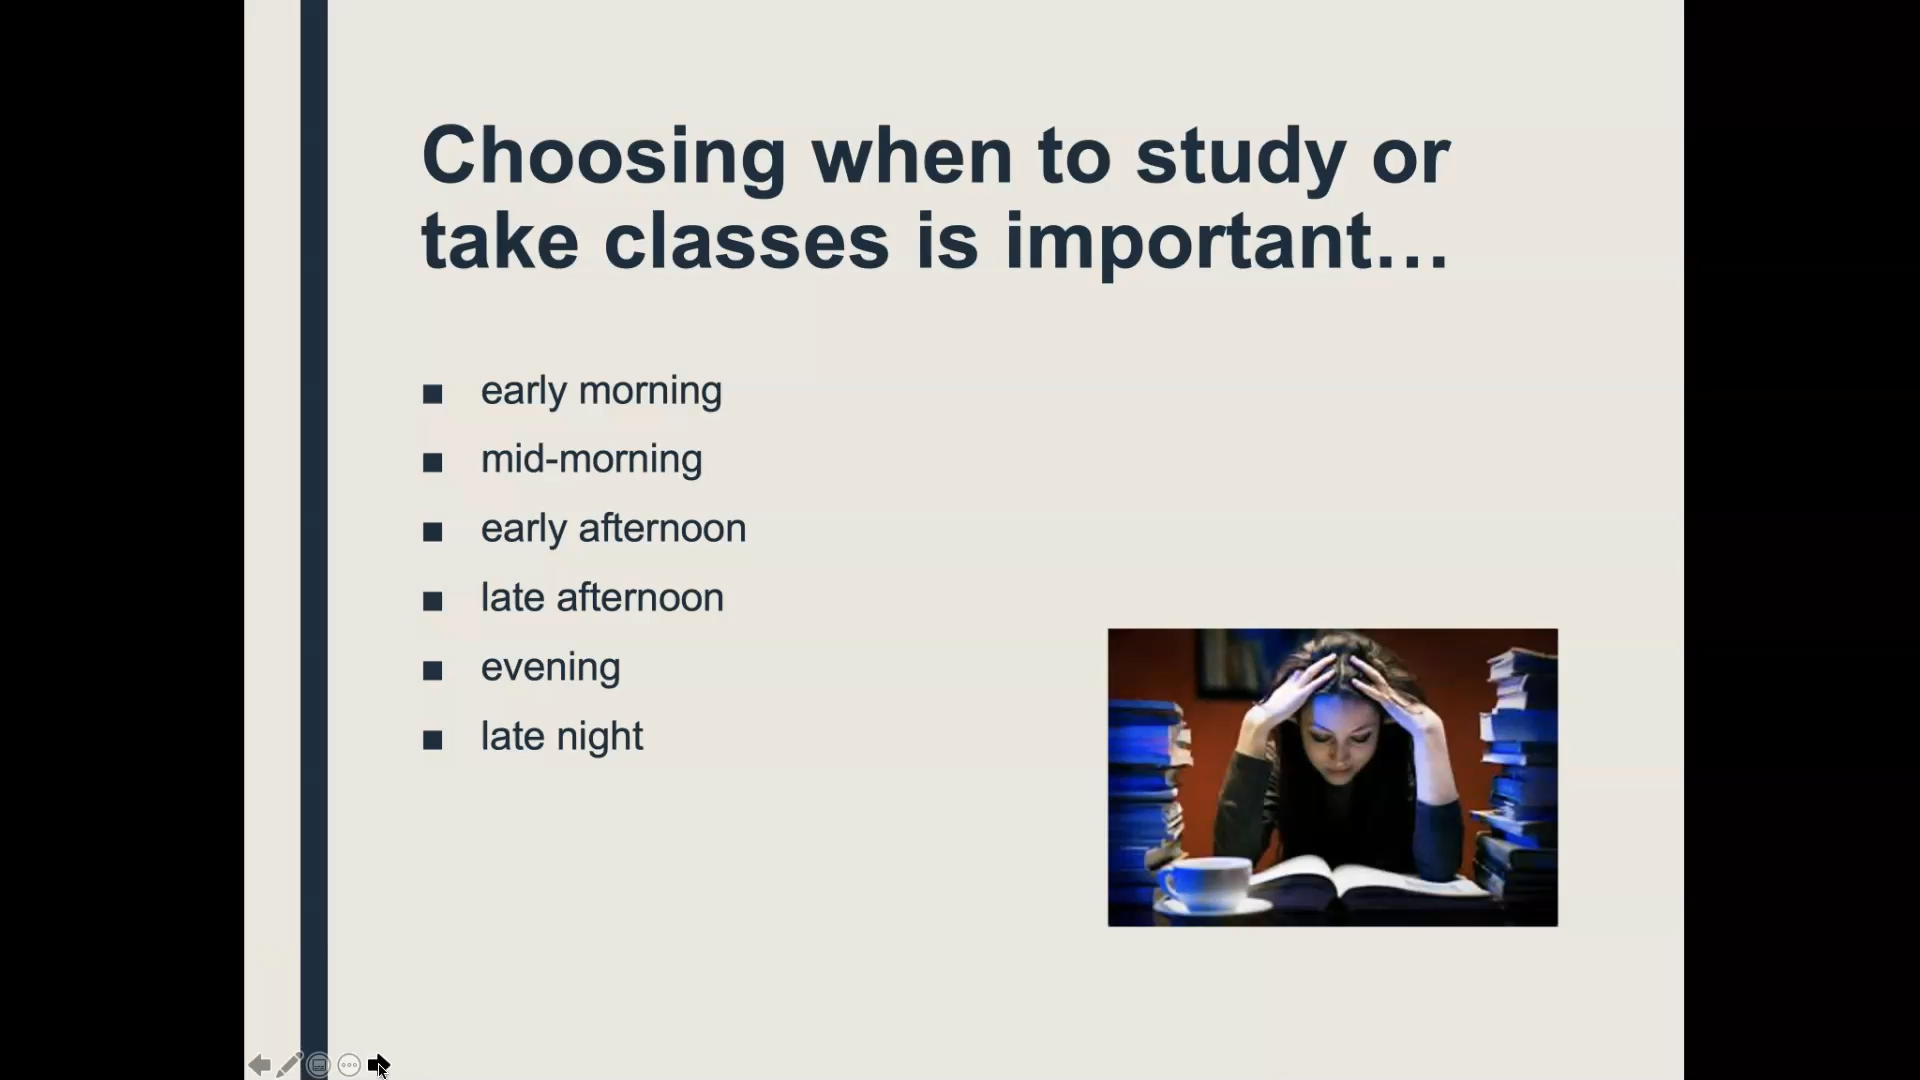 Choosing when to study or
take classes is important…
■ early morning
■ mid-morning
■ early afternoon
■ late afternoon
■ evening
■ late night